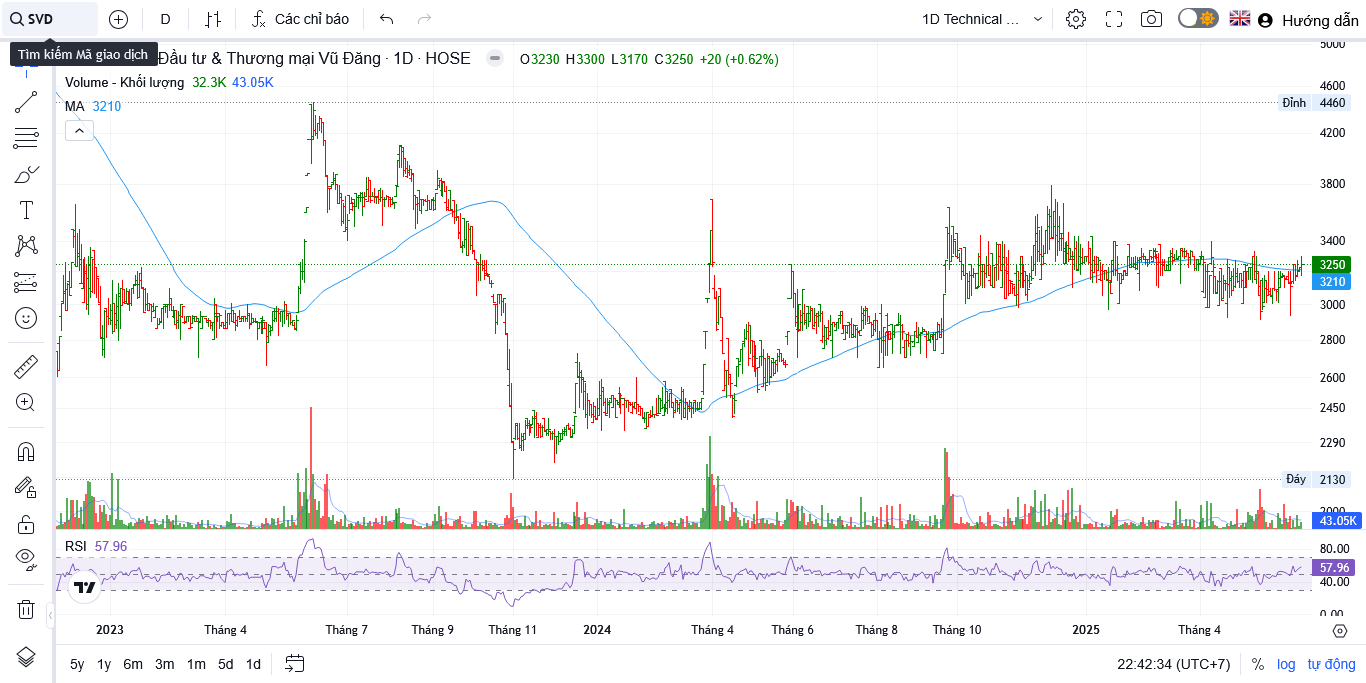 SVD D Các chỉ báo 1D Technical ... Hướng dẫn
Tìm kiếm Mã giao dịch Đầu tư & Thương mại Vũ Đăng · 1D · HOSE O3230 H3300 L3170 C3250 +20 (+0.62%)
Volume - Khối lượng 32.3K 43.05K
MA 3210
5000
4600
Đỉnh 4460
4200
3800
3400
3250
3210
3000
2800
2600
2450
2290
Đáy 2130
2000
43.05K
RSI 57.96
80.00
57.96
40.00
0.00
2023 Tháng 4 Tháng 7 Tháng 9 Tháng 11 2024 Tháng 4 Tháng 6 Tháng 8 Tháng 10 2025 Tháng 4
5y 1y 6m 3m 1m 5d 1d 22:42:34 (UTC+7) % log tự động